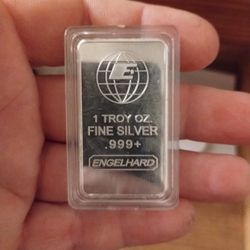 E
1 TROY OZ.
FINE SILVER
.999+
ENGELHARD